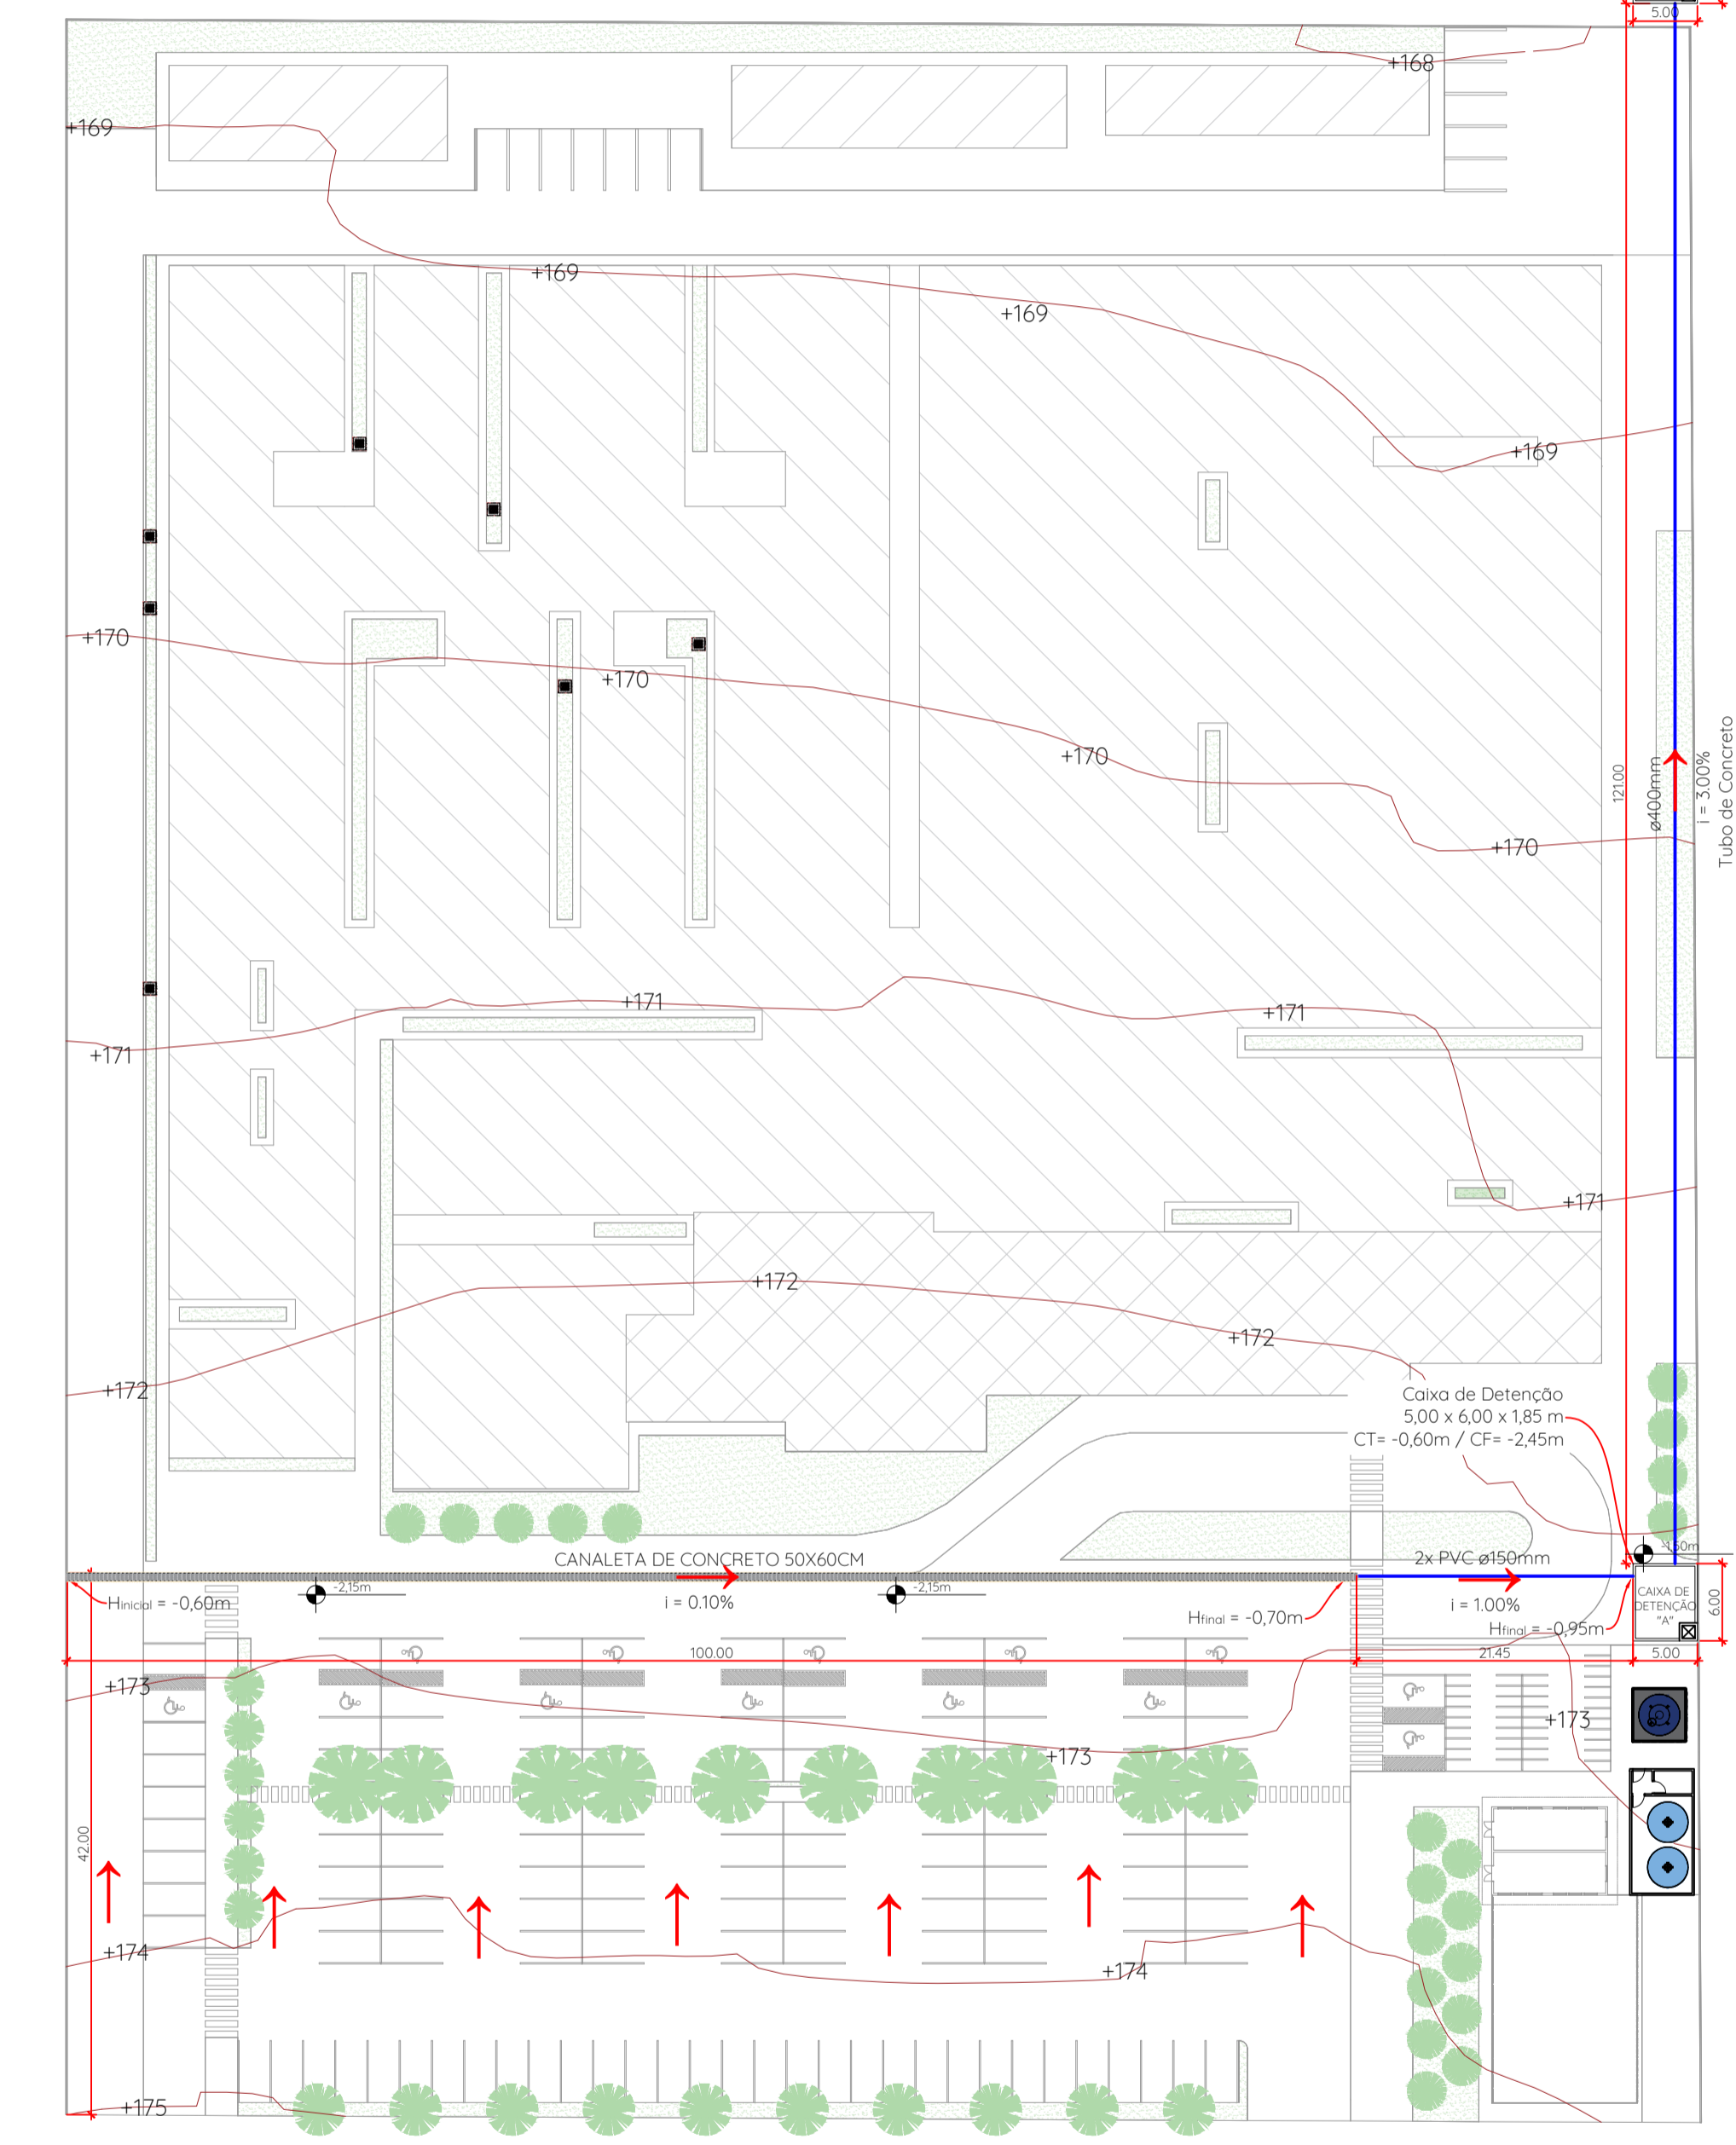 5.00
+168
+169
+169
+169
+169
+170
+170
+170
+170
121.00
ø400mm
i = 3.00%
Tubo de Concreto
+171
+171
+171
+171
+172
+172
+172
Caixa de Detenção
5,00 x 6,00 x 1,85 m
CT= -0,60m / CF= -2,45m
CANALETA DE CONCRETO 50X60CM
2x PVC ø150mm
-2,15m
-2,15m
Hinicial = -0,60m
i = 0.10%
i = 1.00%
Hfinal = -0,70m
Hfinal = -0,95m
CAIXA DE
DETENÇÃO
"A"
6.00
100.00
21.45
5.00
+173
+173
+173
42.00
+174
+174
+175